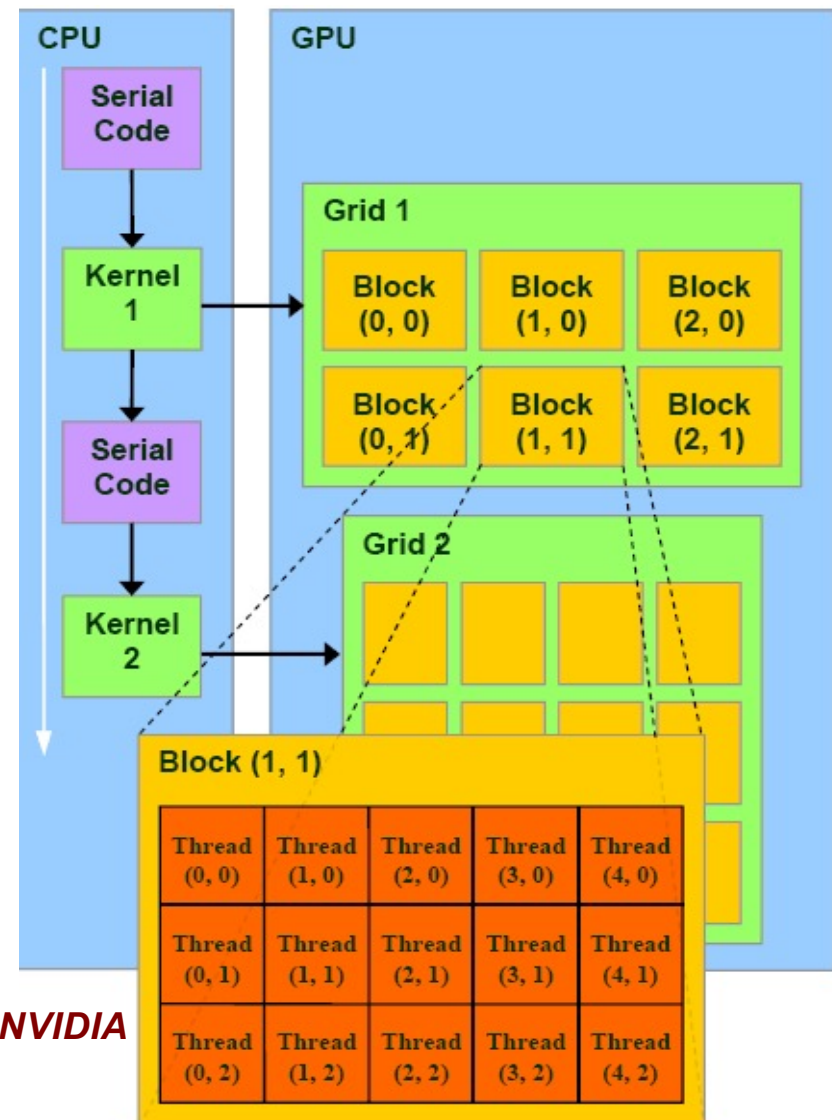 CPU
GPU
Serial
Code
Grid 1
Kernel
1
Block
(0, 0)
Block
(1, 0)
Block
(2, 0)
Block
(0, 1)
Block
(1, 1)
Block
(2, 1)
Serial
Code
Grid 2
Kernel
2
Block (1, 1)
Thread
(0, 0)
Thread
(1, 0)
Thread
(2, 0)
Thread
(3, 0)
Thread
(4, 0)
Thread
(0, 1)
Thread
(1, 1)
Thread
(2, 1)
Thread
(3, 1)
Thread
(4, 1)
NVIDIA
Thread
(0, 2)
Thread
(1, 2)
Thread
(2, 2)
Thread
(3, 2)
Thread
(4, 2)